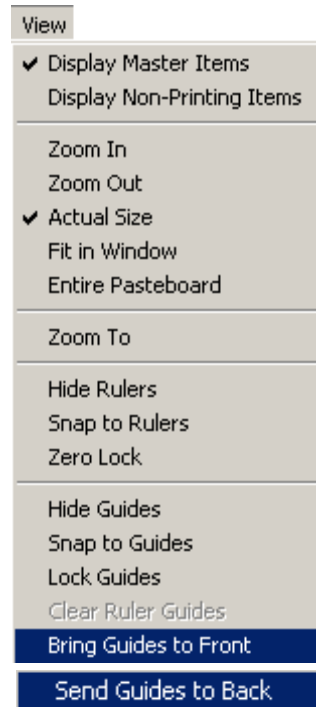 View
✔ Display Master Items
Display Non-Printing Items
Zoom In
Zoom Out
✔ Actual Size
Fit in Window
Entire Pasteboard
Zoom To
Hide Rulers
Snap to Rulers
Zero Lock
Hide Guides
Snap to Guides
Lock Guides
Clear Ruler Guides
Bring Guides to Front
Send Guides to Back